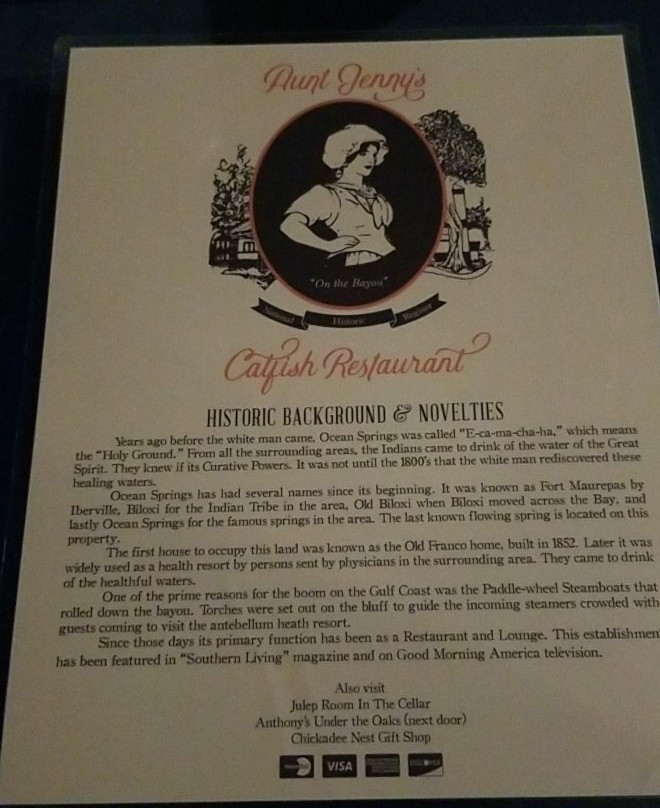 Aunt Jenny's
"On the Bayou"
National Historic Register
Catfish Restaurant
HISTORIC BACKGROUND & NOVELTIES
Years ago before the white man came, Ocean Springs was called "E-ca-ma-cha-ha," which means
the "Holy Ground." From all the surrounding areas, the Indians came to drink of the water of the Great
Spirit. They knew if its Curative Powers. It was not until the 1800's that the white man rediscovered these
healing waters.
Ocean Springs has had several names since its beginning. It was known as Fort Maurepas by
Iberville, Biloxi for the Indian Tribe in the area, Old Biloxi when Biloxi moved across the Bay, and
lastly Ocean Springs for the famous springs in the area. The last known flowing spring is located on this
property.
The first house to occupy this land was known as the Old Franco home, built in 1852. Later it was
widely used as a health resort by persons sent by physicians in the surrounding area. They came to drink
of the healthful waters.
One of the prime reasons for the boom on the Gulf Coast was the Paddle-wheel Steamboats that
rolled down the bayou. Torches were set out on the bluff to guide the incoming steamers crowded with
guests coming to visit the antebellum heath resort.
Since those days its primary function has been as a Restaurant and Lounge. This establishmen
has been featured in "Southern Living" magazine and on Good Morning America television.
Also visit
Julep Room In The Cellar
Anthony's Under the Oaks (next door)
Chickadee Nest Gift Shop
VISA DISCOVER